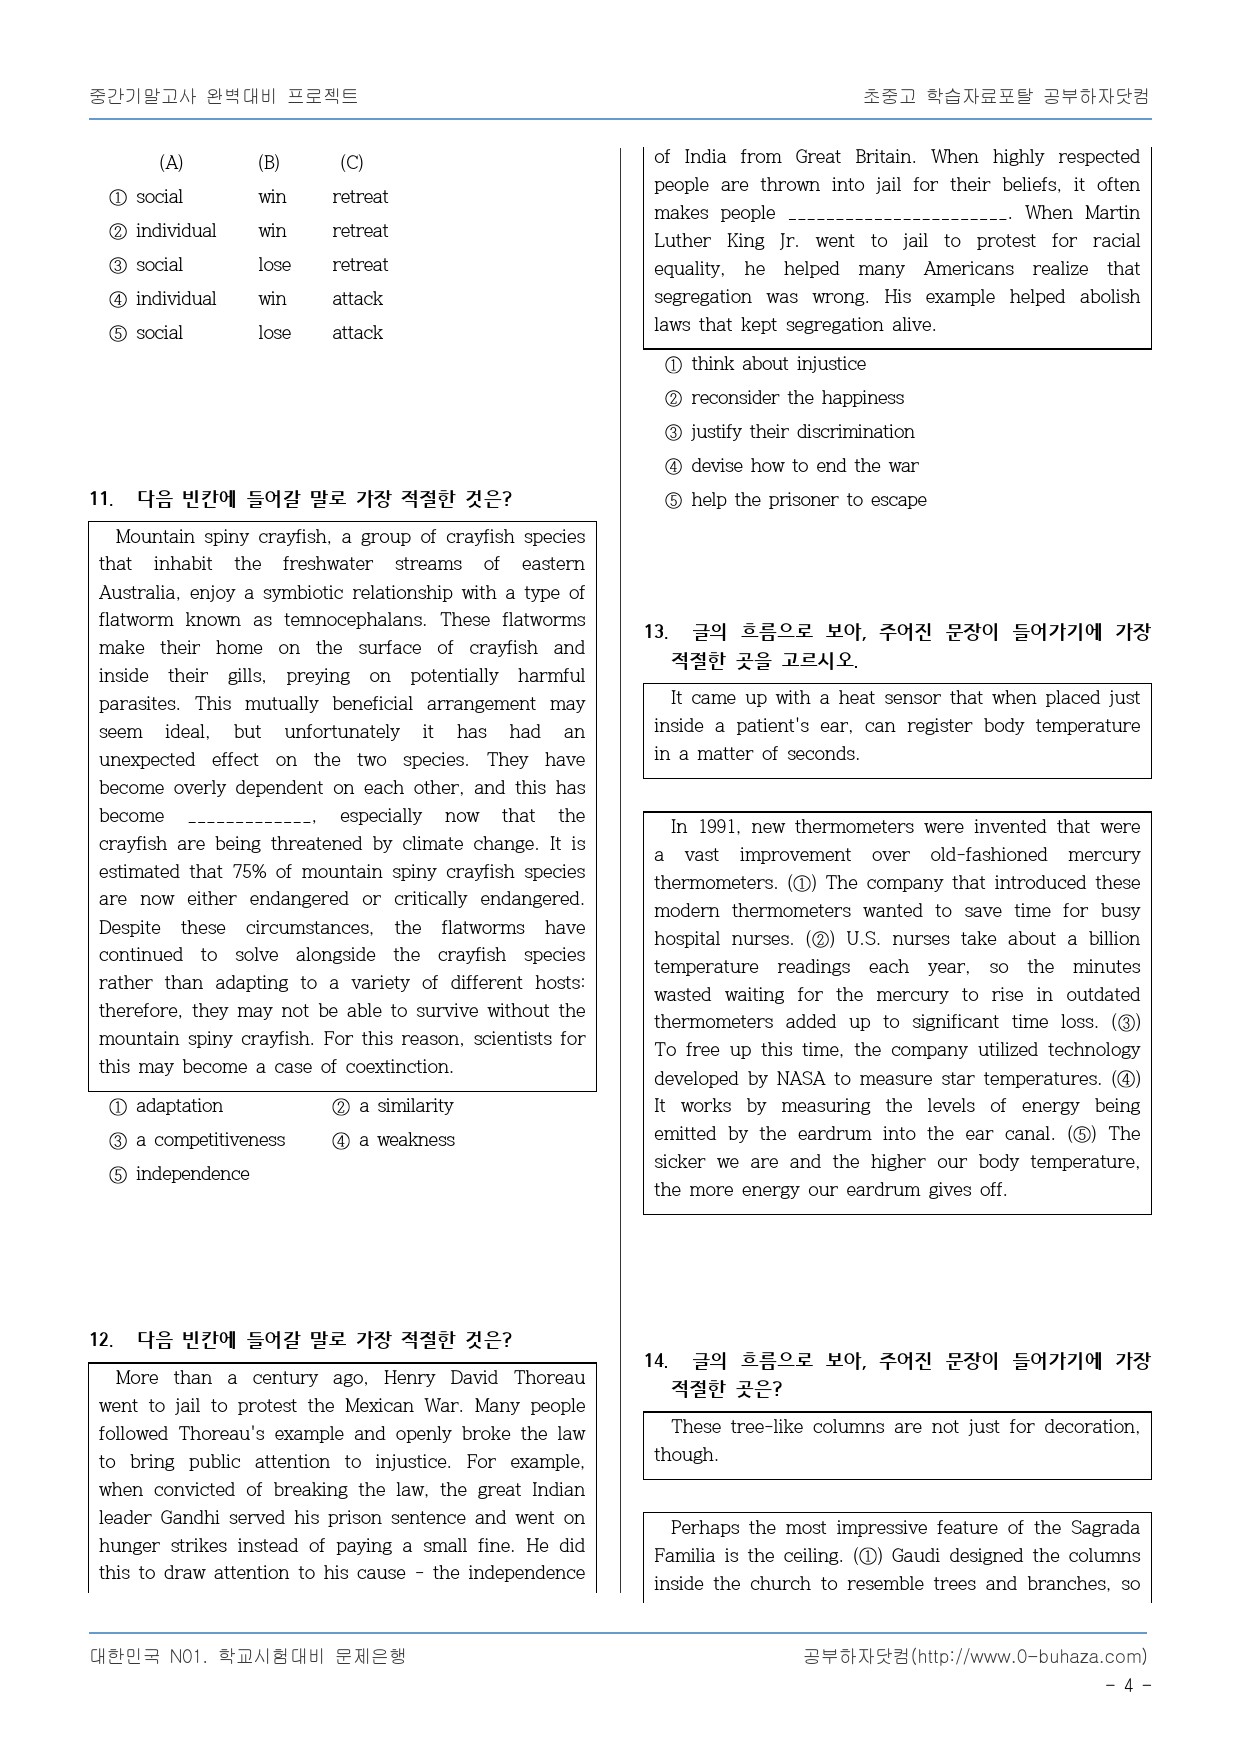 중간기말고사 완벽대비 프로젝트
초중고 학습자료포탈 공부하자닷컴
(A) (B) (C)
① social win retreat
② individual win retreat
③ social lose retreat
④ individual win attack
⑤ social lose attack
11. 다음 빈칸에 들어갈 말로 가장 적절한 것은?
Mountain spiny crayfish, a group of crayfish species
that inhabit the freshwater streams of eastern
Australia, enjoy a symbiotic relationship with a type of
flatworm known as temnocephalans. These flatworms
make their home on the surface of crayfish and
inside their gills, preying on potentially harmful
parasites. This mutually beneficial arrangement may
seem ideal, but unfortunately it has had an
unexpected effect on the two species. They have
become overly dependent on each other, and this has
become _____________, especially now that the
crayfish are being threatened by climate change. It is
estimated that 75% of mountain spiny crayfish species
are now either endangered or critically endangered.
Despite these circumstances, the flatworms have
continued to solve alongside the crayfish species
rather than adapting to a variety of different hosts:
therefore, they may not be able to survive without the
mountain spiny crayfish. For this reason, scientists for
this may become a case of coextinction.
① adaptation ② a similarity
③ a competitiveness ④ a weakness
⑤ independence
12. 다음 빈칸에 들어갈 말로 가장 적절한 것은?
More than a century ago, Henry David Thoreau
went to jail to protest the Mexican War. Many people
followed Thoreau's example and openly broke the law
to bring public attention to injustice. For example,
when convicted of breaking the law, the great Indian
leader Gandhi served his prison sentence and went on
hunger strikes instead of paying a small fine. He did
this to draw attention to his cause - the independence
of India from Great Britain. When highly respected
people are thrown into jail for their beliefs, it often
makes people _______________________. When Martin
Luther King Jr. went to jail to protest for racial
equality, he helped many Americans realize that
segregation was wrong. His example helped abolish
laws that kept segregation alive.
① think about injustice
② reconsider the happiness
③ justify their discrimination
④ devise how to end the war
⑤ help the prisoner to escape
13. 글의 흐름으로 보아, 주어진 문장이 들어가기에 가장
적절한 곳을 고르시오.
It came up with a heat sensor that when placed just
inside a patient's ear, can register body temperature
in a matter of seconds.
In 1991, new thermometers were invented that were
a vast improvement over old-fashioned mercury
thermometers. (①) The company that introduced these
modern thermometers wanted to save time for busy
hospital nurses. (②) U.S. nurses take about a billion
temperature readings each year, so the minutes
wasted waiting for the mercury to rise in outdated
thermometers added up to significant time loss. (③)
To free up this time, the company utilized technology
developed by NASA to measure star temperatures. (④)
It works by measuring the levels of energy being
emitted by the eardrum into the ear canal. (⑤) The
sicker we are and the higher our body temperature,
the more energy our eardrum gives off.
14. 글의 흐름으로 보아, 주어진 문장이 들어가기에 가장
적절한 곳은?
These tree-like columns are not just for decoration,
though.
Perhaps the most impressive feature of the Sagrada
Familia is the ceiling. (①) Gaudi designed the columns
inside the church to resemble trees and branches, so
대한민국 N01. 학교시험대비 문제은행
공부하자닷컴(http://www.0-buhaza.com)
- 4 -